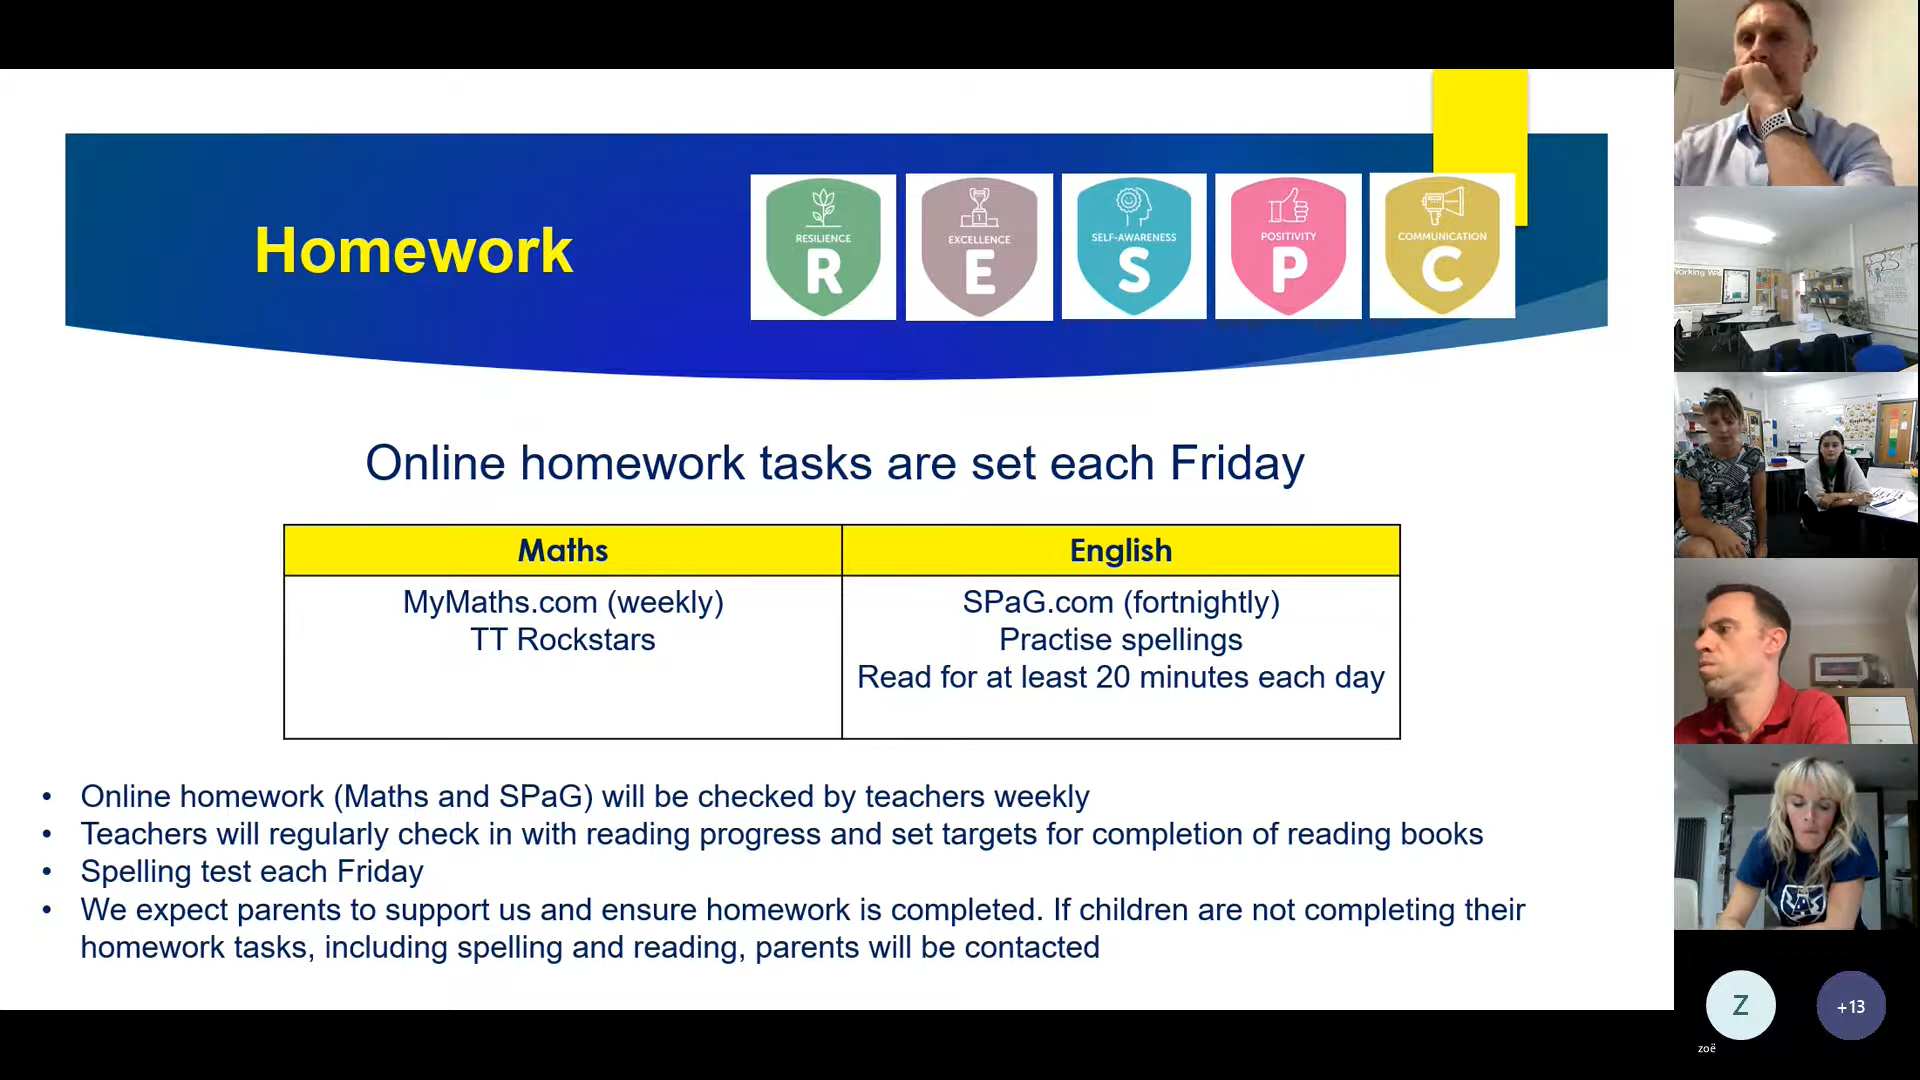 Homework
RESILIENCE
R
EXCELLENCE
E
SELF-AWARENESS
S
POSITIVITY
P
COMMUNICATION
C
Online homework tasks are set each Friday
Maths
English
MyMaths.com (weekly)
TT Rockstars
SPaG.com (fortnightly)
Practise spellings
Read for at least 20 minutes each day
• Online homework (Maths and SPaG) will be checked by teachers weekly
• Teachers will regularly check in with reading progress and set targets for completion of reading books
• Spelling test each Friday
• We expect parents to support us and ensure homework is completed. If children are not completing their
homework tasks, including spelling and reading, parents will be contacted
Working
Z
+13
zoë